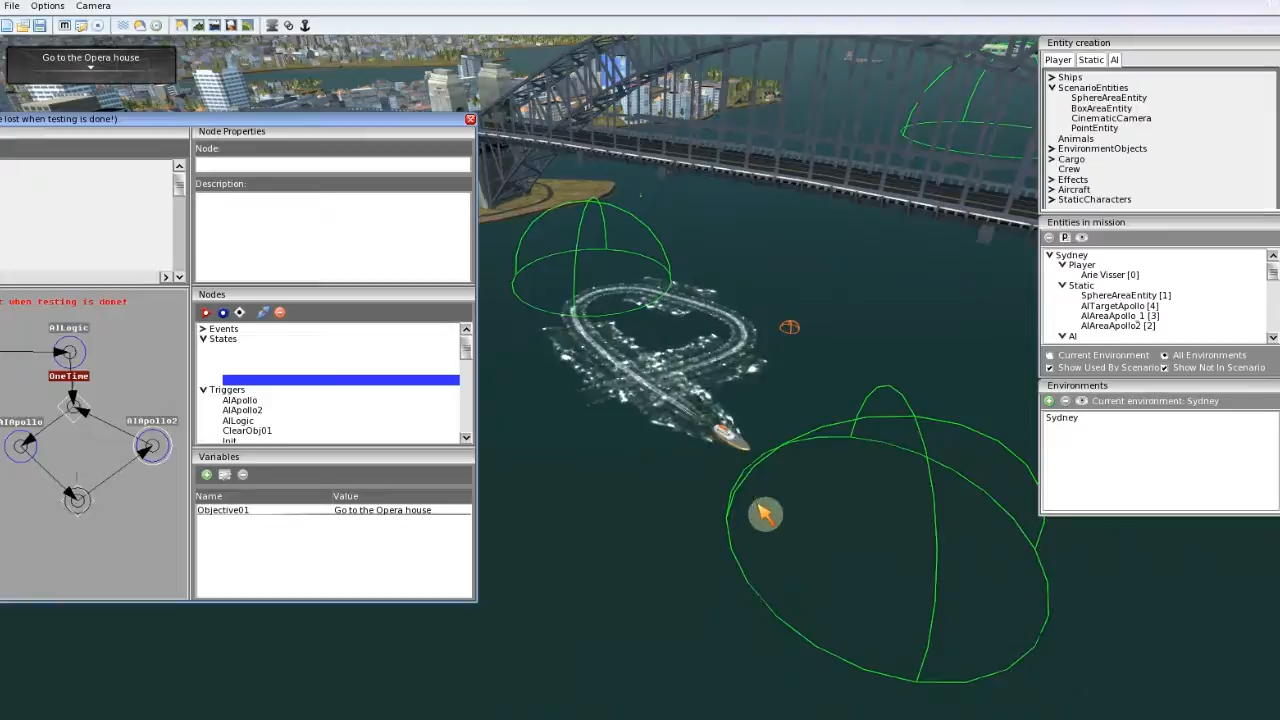 File Options Camera
Go to the Opera house
e lost when testing is done!)
t when testing is done!
AILogic
OneTime
AIApollo
AIApollo2
Node Properties
Node:
Description:
Nodes
Events
States
Triggers
AIApollo
AIApollo2
AILogic
ClearObj01
Init
Variables
Name Value
Objective01 Go to the Opera house
Entity creation
Player Static AI
Ships
ScenarioEntities
SphereAreaEntity
BoxAreaEntity
CinematicCamera
PointEntity
Animals
EnvironmentObjects
Cargo
Crew
Effects
Aircraft
StaticCharacters
Entities in mission
Sydney
Player
Arie Visser [0]
Static
SphereAreaEntity [1]
AITargetApollo [4]
AIAreaApollo_1 [3]
AIAreaApollo2 [2]
AI
Current Environment All Environments
Show Used By Scenario Show Not In Scenario
Environments
Current environment: Sydney
Sydney